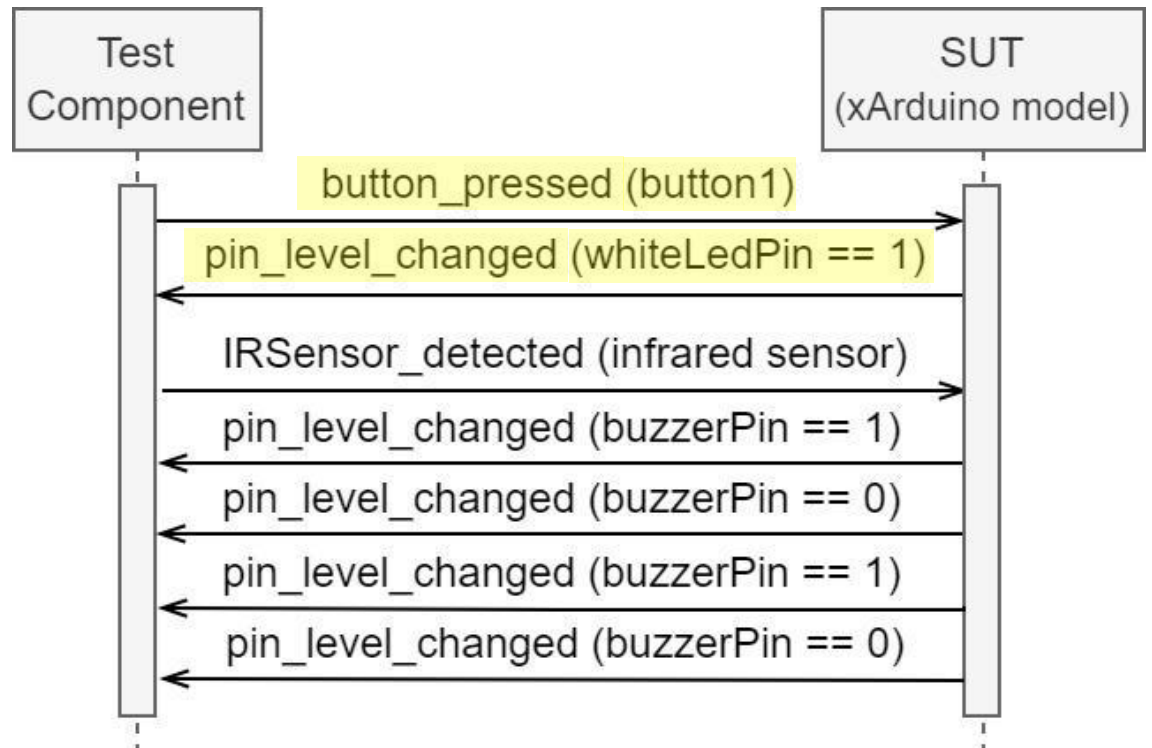 Test
Component
SUT
(xArduino model)
button_pressed (button1)
pin_level_changed (whiteLedPin == 1)
IRSensor_detected (infrared sensor)
pin_level_changed (buzzerPin == 1)
pin_level_changed (buzzerPin == 0)
pin_level_changed (buzzerPin == 1)
pin_level_changed (buzzerPin == 0)